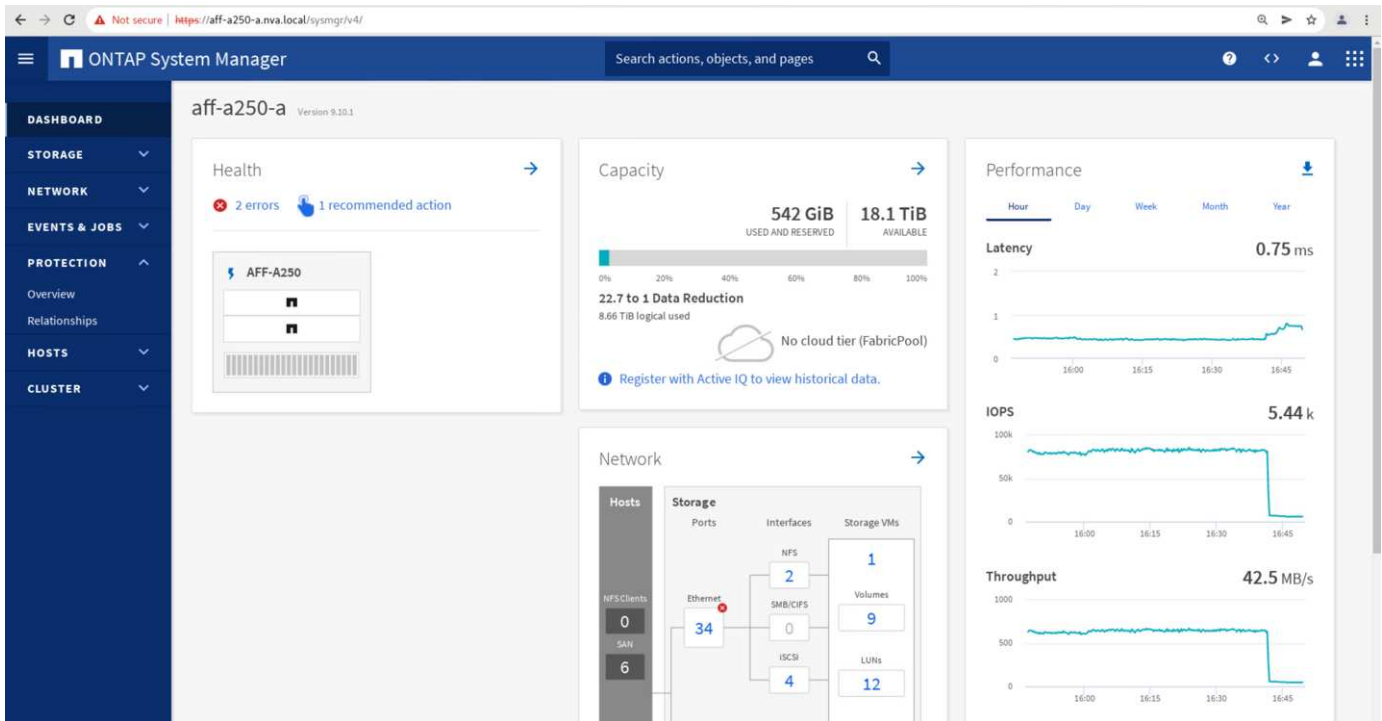 Not secure | https://aff-a250-a.nva.local/sysmgr/v4/
ONTAP System Manager
Search actions, objects, and pages
DASHBOARD
STORAGE
NETWORK
EVENTS & JOBS
PROTECTION
Overview
Relationships
HOSTS
CLUSTER
aff-a250-a Version 9.10.1
Health
2 errors 1 recommended action
AFF-A250
Capacity
542 GiB 18.1 TiB
USED AND RESERVED AVAILABLE
0% 20% 40% 60% 80% 100%
22.7 to 1 Data Reduction
8.66 TiB logical used
No cloud tier (FabricPool)
Register with Active IQ to view historical data.
Network
Hosts
NFS Clients
0
SAN
6
Storage
Ports Interfaces Storage VMs
Ethernet
34
NFS
2
SMB/CIFS
0
iSCSI
4
1
Volumes
9
LUNs
12
Performance
Hour Day Week Month Year
Latency 0.75 ms
2
1
0
16:00 16:15 16:30 16:45
IOPS 5.44 k
100k
50k
0
16:00 16:15 16:30 16:45
Throughput 42.5 MB/s
1000
500
0
16:00 16:15 16:30 16:45